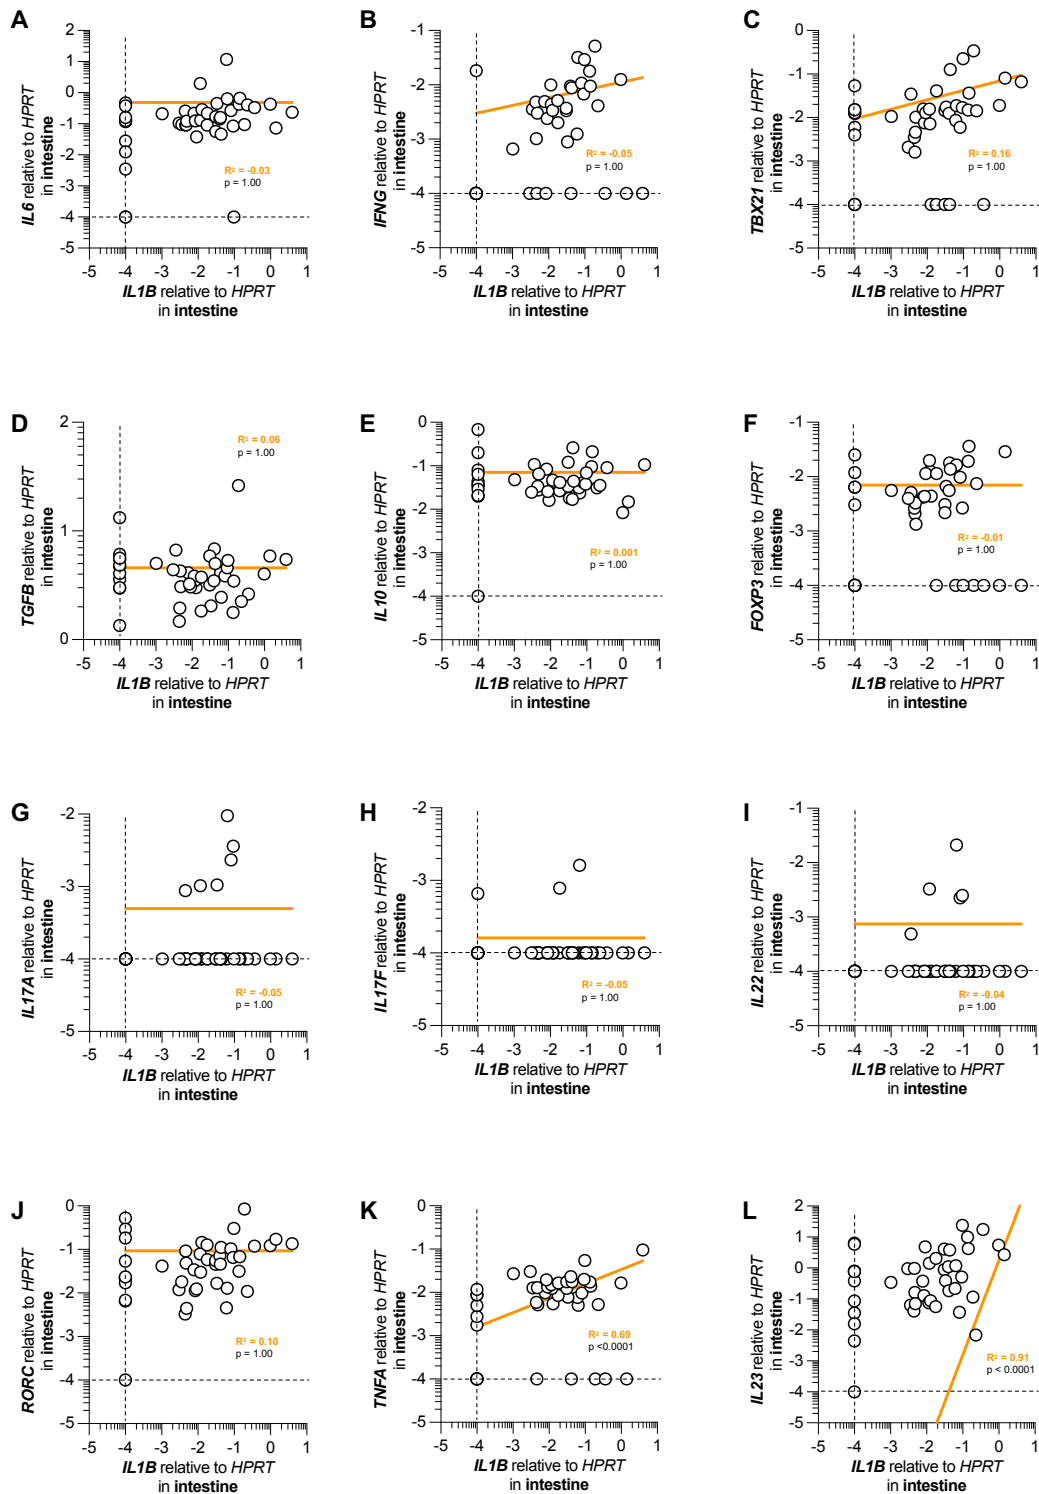 A
2
1
0
-1
-2
-3
-4
-5
IL6 relative to HPRT
in intestine
R² = -0.03
p = 1.00
-5 -4 -3 -2 -1 0 1
IL1B relative to HPRT
in intestine
B
-1
-2
-3
-4
-5
IFNG relative to HPRT
in intestine
R² = -0.05
p = 1.00
-5 -4 -3 -2 -1 0 1
IL1B relative to HPRT
in intestine
C
0
-1
-2
-3
-4
-5
TBX21 relative to HPRT
in intestine
R² = 0.16
p = 1.00
-5 -4 -3 -2 -1 0 1
IL1B relative to HPRT
in intestine
D
2
1
0
TGFB relative to HPRT
in intestine
R² = 0.06
p = 1.00
-5 -4 -3 -2 -1 0 1
IL1B relative to HPRT
in intestine
E
0
-1
-2
-3
-4
-5
IL10 relative to HPRT
in intestine
R² = 0.001
p = 1.00
-5 -4 -3 -2 -1 0 1
IL1B relative to HPRT
in intestine
F
-1
-2
-3
-4
-5
FOXP3 relative to HPRT
in intestine
R² = -0.01
p = 1.00
-5 -4 -3 -2 -1 0 1
IL1B relative to HPRT
in intestine
G
-2
-3
-4
-5
IL17A relative to HPRT
in intestine
R² = -0.05
p = 1.00
-5 -4 -3 -2 -1 0 1
IL1B relative to HPRT
in intestine
H
-2
-3
-4
-5
IL17F relative to HPRT
in intestine
R² = -0.05
p = 1.00
-5 -4 -3 -2 -1 0 1
IL1B relative to HPRT
in intestine
I
-1
-2
-3
-4
-5
IL22 relative to HPRT
in intestine
R² = -0.04
p = 1.00
-5 -4 -3 -2 -1 0 1
IL1B relative to HPRT
in intestine
J
0
-1
-2
-3
-4
-5
RORC relative to HPRT
in intestine
R² = 0.10
p = 1.00
-5 -4 -3 -2 -1 0 1
IL1B relative to HPRT
in intestine
K
0
-1
-2
-3
-4
-5
TNFA relative to HPRT
in intestine
R² = 0.69
p <0.0001
-5 -4 -3 -2 -1 0 1
IL1B relative to HPRT
in intestine
L
2
1
0
-1
-2
-3
-4
-5
IL23 relative to HPRT
in intestine
R² = 0.91
p < 0.0001
-5 -4 -3 -2 -1 0 1
IL1B relative to HPRT
in intestine